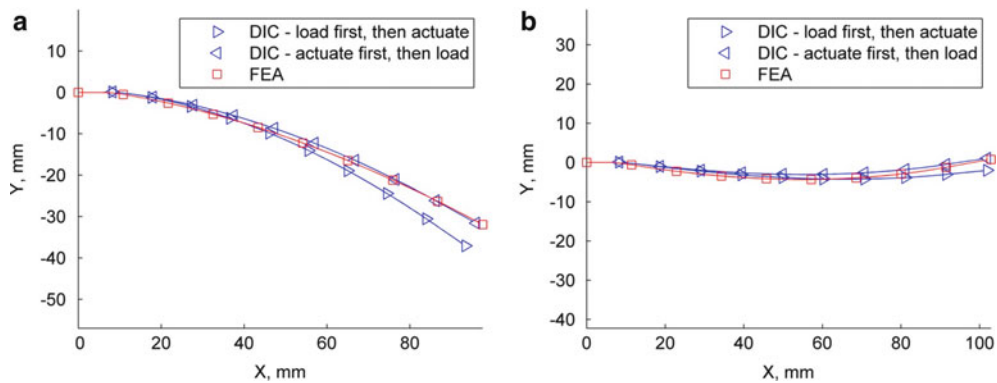 a
DIC - load first, then actuate
DIC - actuate first, then load
FEA
10
0
-10
-20
-30
-40
-50
Y, mm
0 20 40 60 80
X, mm
b
DIC - load first, then actuate
DIC - actuate first, then load
FEA
30
20
10
0
-10
-20
-30
-40
Y, mm
0 20 40 60 80 100
X, mm